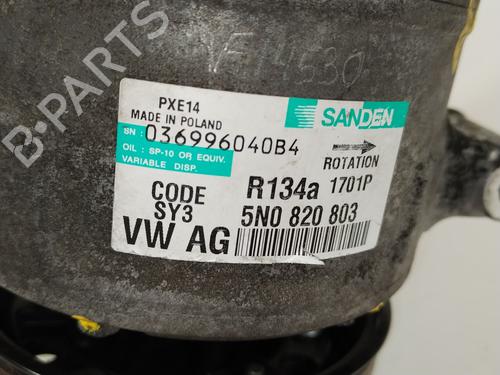 VF14530
B-PARTS
PXE14
MADE IN POLAND
SN: 036996040B4
OIL: SP-10 OR EQUIV.
VARIABLE DISP.
SANDEN
ROTATION
R134a 1701P
CODE
SY3
5N0 820 803
VW AG